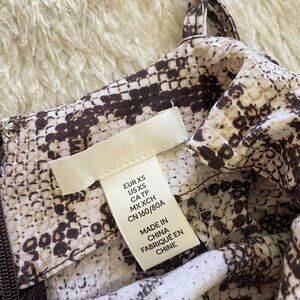 EUR XS
US XS
CA TP
MX XCH
CN 160/80A
MADE IN
CHINA
FABRIQUÉ EN
CHINE